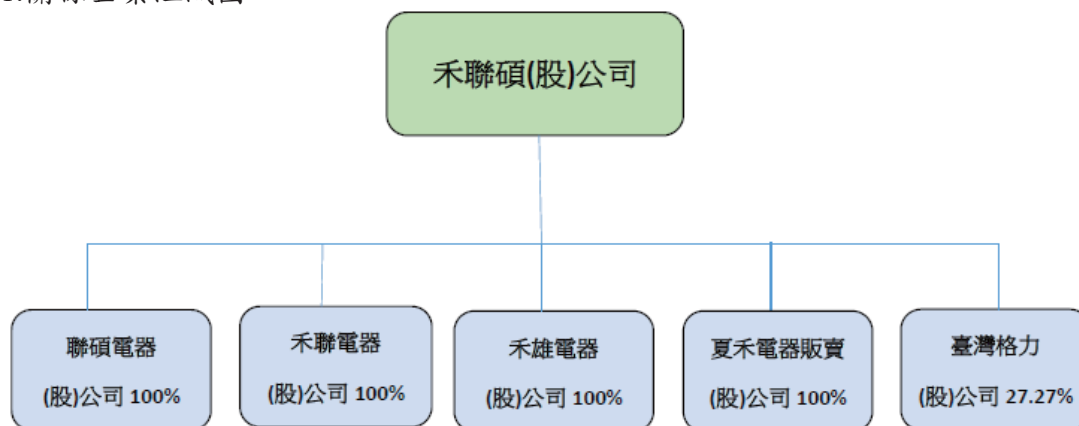 禾聯碩(股)公司
聯碩電器
(股)公司 100%
禾聯電器
(股)公司 100%
禾雄電器
(股)公司 100%
夏禾電器販賣
(股)公司 100%
臺灣格力
(股)公司 27.27%